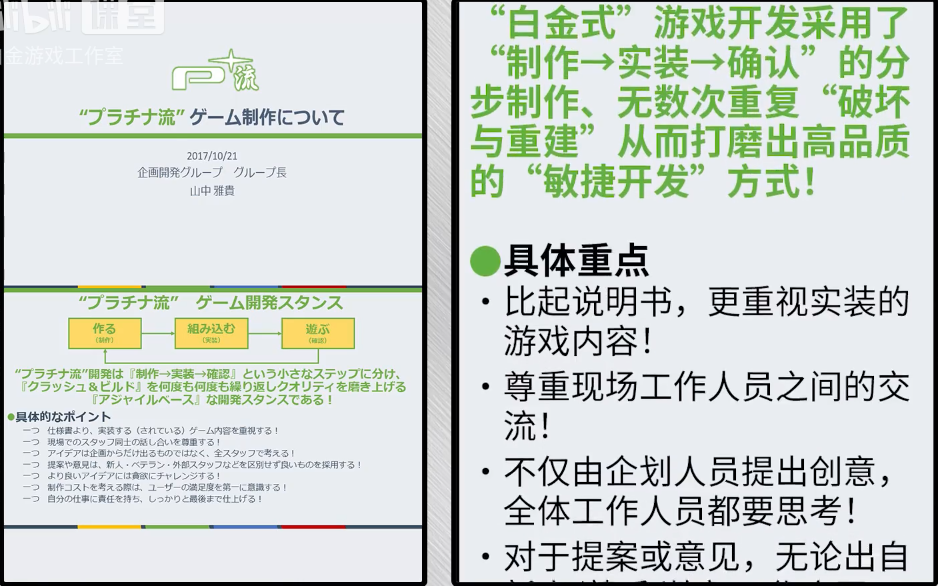 课堂
金游戏工作室
P流
“プラチナ流” ゲーム制作について
2017/10/21
企画開発グループ グループ長
山中 雅貴
“プラチナ流” ゲーム開発スタンス
作る
(制作)
組み込む
(実装)
遊ぶ
(確認)
“プラチナ流”開発は『制作→実装→確認』という小さなステップに分け、
『クラッシュ＆ビルド』を何度も何度も繰り返しクオリティを磨き上げる
『アジャイルベース』な開発スタンスである！
●具体的なポイント
一つ 仕様書より、実装する（されている）ゲーム内容を重視する！
一つ 現場でのスタッフ同士の話し合いを尊重する！
一つ アイデアは企画からだけ出るものではなく、全スタッフで考える！
一つ 提案や意見は、新人・ベテラン・外部スタッフなどを区別せず良いものを採用する！
一つ より良いアイデアには貪欲にチャレンジする！
一つ 制作コストを考える際は、ユーザーの満足度を第一に意識する！
一つ 自分の仕事に責任を持ち、しっかりと最後まで仕上げる！
“白金式”游戏开发采用了
“制作→实装→确认”的分
步制作、无数次重复“破坏
与重建”从而打磨出高品质
的“敏捷开发”方式！
●具体重点
・比起说明书，更重视实装的
游戏内容！
・尊重现场工作人员之间的交
流！
・不仅由企划人员提出创意，
全体工作人员都要思考！
・对于提案或意见，无论出自